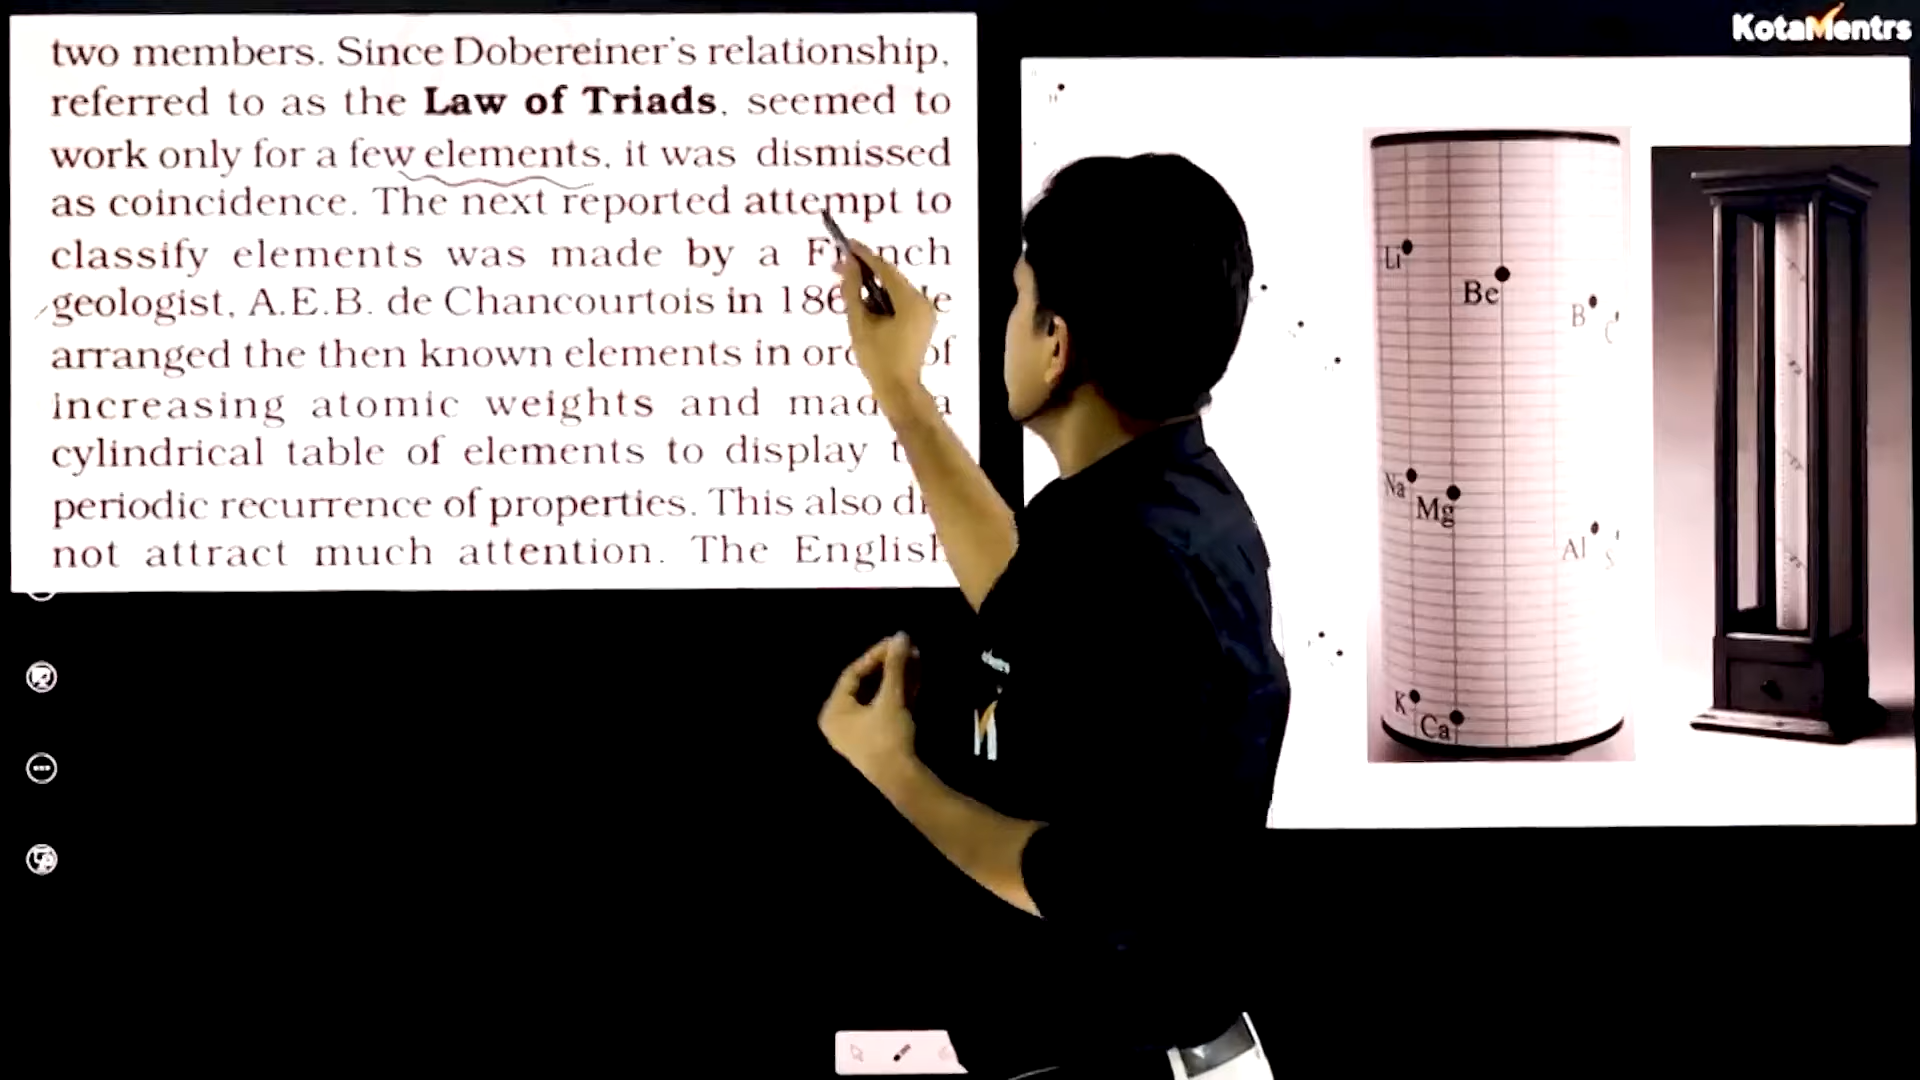 two members. Since Dobereiner's relationship,
referred to as the Law of Triads, seemed to
work only for a few elements, it was dismissed
as coincidence. The next reported attempt to
classify elements was made by a
geologist, A.E.B. de Chancourtois in
arranged the then known elements in of
increasing atomic weights and a
cylindrical table of elements to display
periodic recurrence of properties. This also
not attract much attention. The English
KotaMentrs
Li
Be
B
C
Na
Mg
Al
S
K
Ca